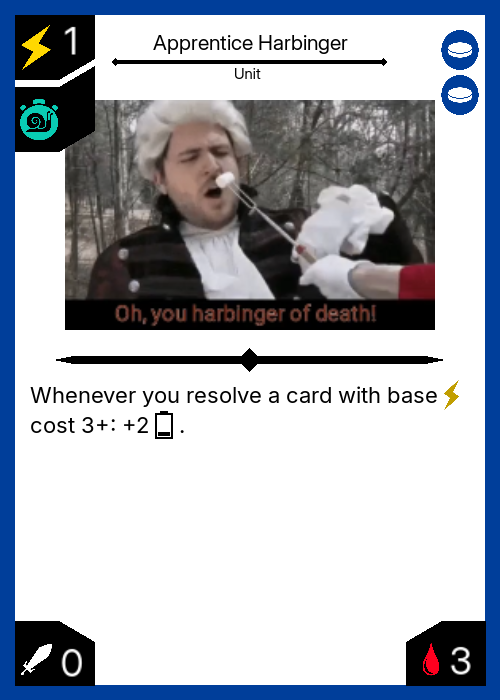 1
Apprentice Harbinger
Unit
Oh, you harbinger of death!
Whenever you resolve a card with base
cost 3+: +2 .
0
3